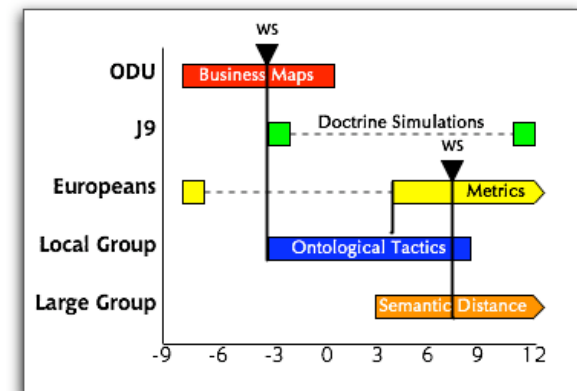 WS
ODU Business Maps
J9 Doctrine Simulations
WS
Europeans Metrics
Local Group Ontological Tactics
Large Group Semantic Distance
-9 -6 -3 0 3 6 9 12